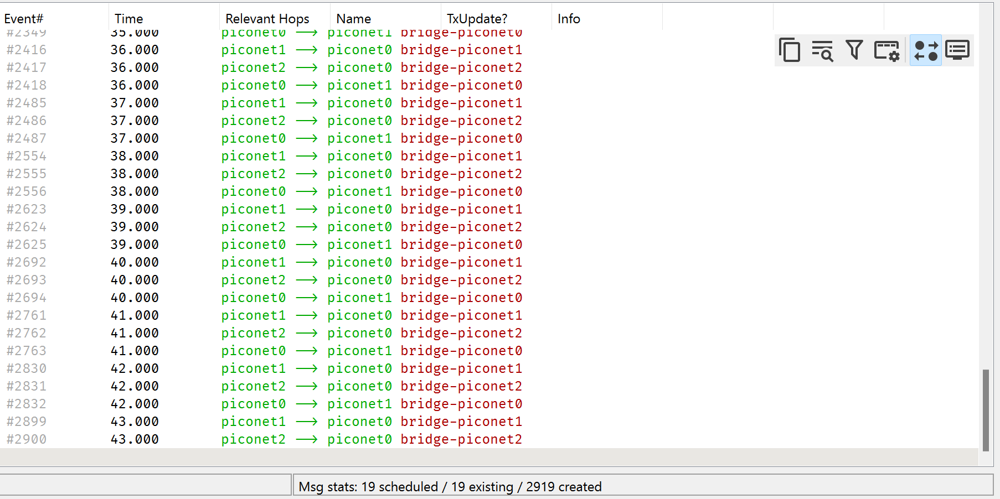 Event# Time Relevant Hops Name TxUpdate? Info
#2349 35.000 piconet0 --> piconet1 bridge-piconet0
#2416 36.000 piconet1 --> piconet0 bridge-piconet1
#2417 36.000 piconet2 --> piconet0 bridge-piconet2
#2418 36.000 piconet0 --> piconet1 bridge-piconet0
#2485 37.000 piconet1 --> piconet0 bridge-piconet1
#2486 37.000 piconet2 --> piconet0 bridge-piconet2
#2487 37.000 piconet0 --> piconet1 bridge-piconet0
#2554 38.000 piconet1 --> piconet0 bridge-piconet1
#2555 38.000 piconet2 --> piconet0 bridge-piconet2
#2556 38.000 piconet0 --> piconet1 bridge-piconet0
#2623 39.000 piconet1 --> piconet0 bridge-piconet1
#2624 39.000 piconet2 --> piconet0 bridge-piconet2
#2625 39.000 piconet0 --> piconet1 bridge-piconet0
#2692 40.000 piconet1 --> piconet0 bridge-piconet1
#2693 40.000 piconet2 --> piconet0 bridge-piconet2
#2694 40.000 piconet0 --> piconet1 bridge-piconet0
#2761 41.000 piconet1 --> piconet0 bridge-piconet1
#2762 41.000 piconet2 --> piconet0 bridge-piconet2
#2763 41.000 piconet0 --> piconet1 bridge-piconet0
#2830 42.000 piconet1 --> piconet0 bridge-piconet1
#2831 42.000 piconet2 --> piconet0 bridge-piconet2
#2832 42.000 piconet0 --> piconet1 bridge-piconet0
#2899 43.000 piconet1 --> piconet0 bridge-piconet1
#2900 43.000 piconet2 --> piconet0 bridge-piconet2
Msg stats: 19 scheduled / 19 existing / 2919 created